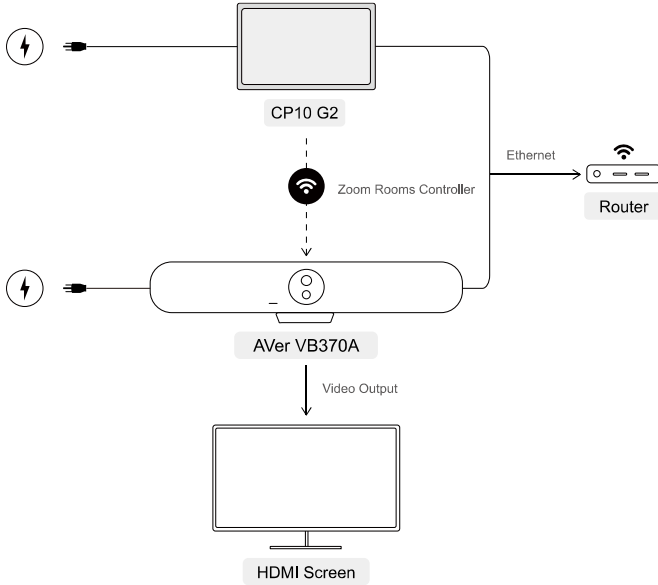 CP10 G2
Ethernet
Zoom Rooms Controller
Router
AVer VB370A
Video Output
HDMI Screen